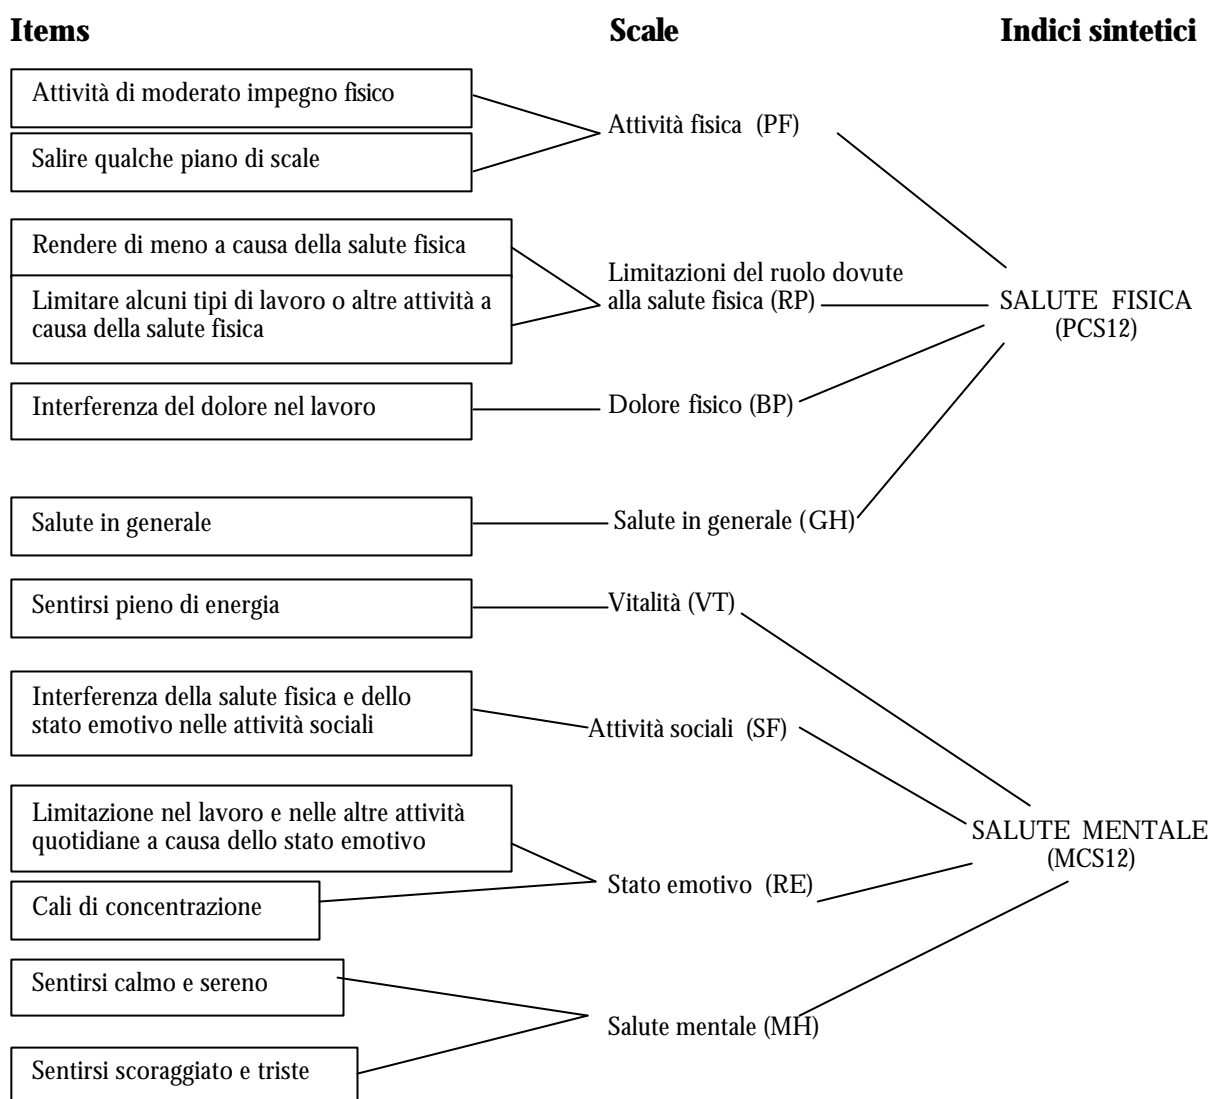 Items Scale Indici sintetici
Attività di moderato impegno fisico
Attività fisica (PF)
Salire qualche piano di scale
Rendere di meno a causa della salute fisica
Limitare alcuni tipi di lavoro o altre attività a
causa della salute fisica
Limitazioni del ruolo dovute
alla salute fisica (RP)
SALUTE FISICA
(PCS12)
Interferenza del dolore nel lavoro
Dolore fisico (BP)
Salute in generale
Salute in generale (GH)
Sentirsi pieno di energia
Vitalità (VT)
Interferenza della salute fisica e dello
stato emotivo nelle attività sociali
Attività sociali (SF)
Limitazione nel lavoro e nelle altre attività
quotidiane a causa dello stato emotivo
SALUTE MENTALE
(MCS12)
Cali di concentrazione
Stato emotivo (RE)
Sentirsi calmo e sereno
Salute mentale (MH)
Sentirsi scoraggiato e triste